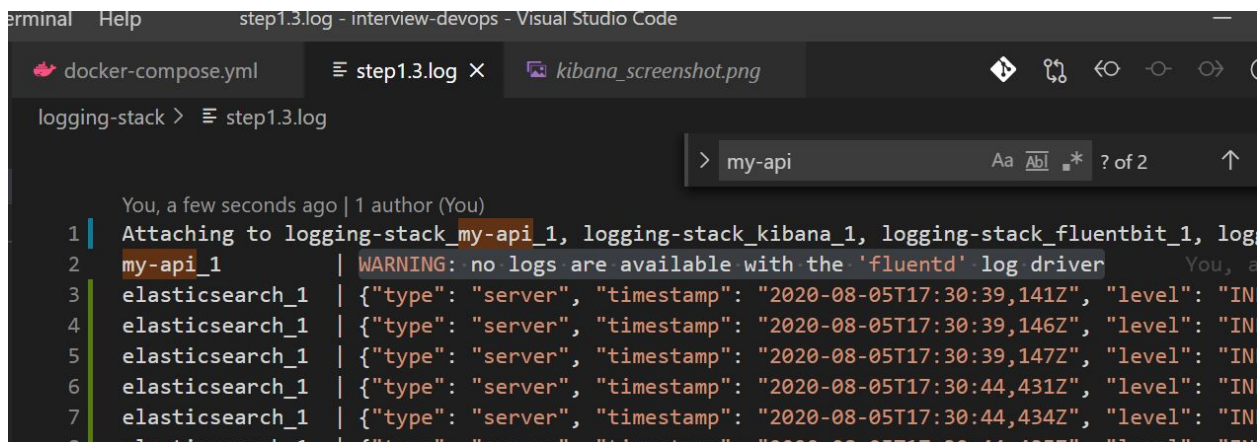 erminal Help step1.3.log - interview-devops - Visual Studio Code
docker-compose.yml step1.3.log kibana_screenshot.png
logging-stack > step1.3.log
my-api Aa Abl .* ? of 2
You, a few seconds ago | 1 author (You)
1 Attaching to logging-stack_my-api_1, logging-stack_kibana_1, logging-stack_fluentbit_1, logg
2 my-api_1 | WARNING: no logs are available with the 'fluentd' log driver You, a
3 elasticsearch_1 | {"type": "server", "timestamp": "2020-08-05T17:30:39,141Z", "level": "IN
4 elasticsearch_1 | {"type": "server", "timestamp": "2020-08-05T17:30:39,146Z", "level": "IN
5 elasticsearch_1 | {"type": "server", "timestamp": "2020-08-05T17:30:39,147Z", "level": "IN
6 elasticsearch_1 | {"type": "server", "timestamp": "2020-08-05T17:30:44,431Z", "level": "IN
7 elasticsearch_1 | {"type": "server", "timestamp": "2020-08-05T17:30:44,434Z", "level": "IN